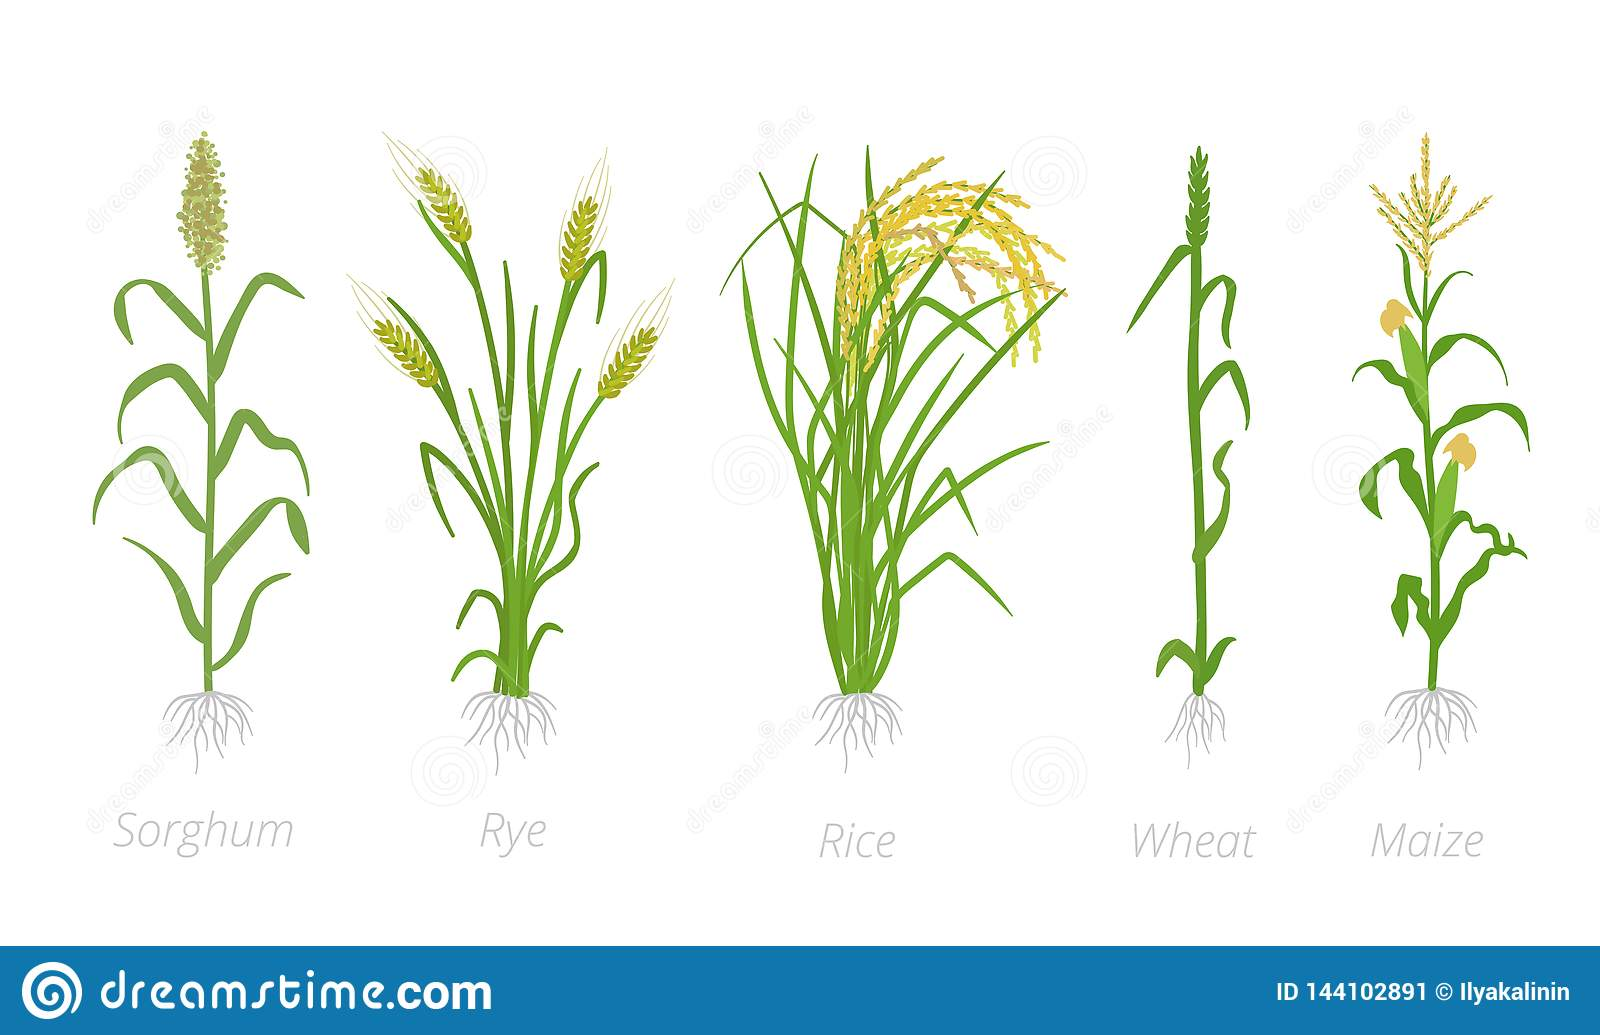 Sorghum
Rye
Rice
Wheat
Maize
dreamstime.com
ID 144102891 © Ilyakalinin